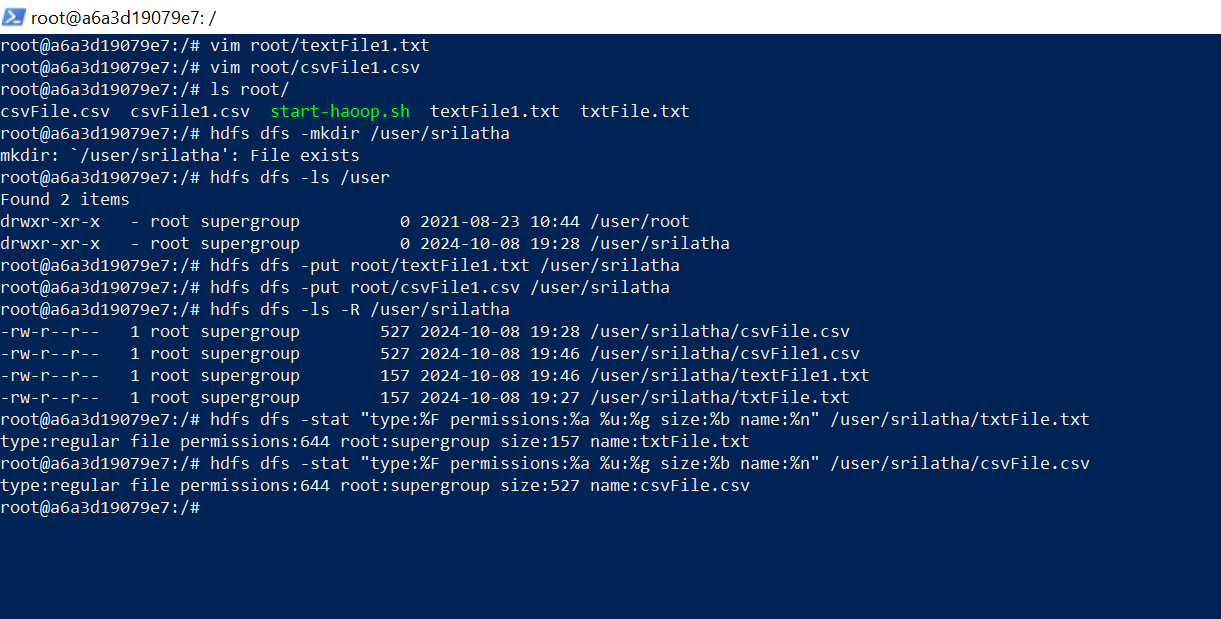 root@a6a3d19079e7: /
root@a6a3d19079e7:/# vim root/textFile1.txt
root@a6a3d19079e7:/# vim root/csvFile1.csv
root@a6a3d19079e7:/# ls root/
csvFile.csv  csvFile1.csv  start-haoop.sh  textFile1.txt  txtFile.txt
root@a6a3d19079e7:/# hdfs dfs -mkdir /user/srilatha
mkdir: `/user/srilatha': File exists
root@a6a3d19079e7:/# hdfs dfs -ls /user
Found 2 items
drwxr-xr-x   - root supergroup          0 2021-08-23 10:44 /user/root
drwxr-xr-x   - root supergroup          0 2024-10-08 19:28 /user/srilatha
root@a6a3d19079e7:/# hdfs dfs -put root/textFile1.txt /user/srilatha
root@a6a3d19079e7:/# hdfs dfs -put root/csvFile1.csv /user/srilatha
root@a6a3d19079e7:/# hdfs dfs -ls -R /user/srilatha
-rw-r--r--   1 root supergroup        527 2024-10-08 19:28 /user/srilatha/csvFile.csv
-rw-r--r--   1 root supergroup        527 2024-10-08 19:46 /user/srilatha/csvFile1.csv
-rw-r--r--   1 root supergroup        157 2024-10-08 19:46 /user/srilatha/textFile1.txt
-rw-r--r--   1 root supergroup        157 2024-10-08 19:27 /user/srilatha/txtFile.txt
root@a6a3d19079e7:/# hdfs dfs -stat "type:%F permissions:%a %u:%g size:%b name:%n" /user/srilatha/txtFile.txt
type:regular file permissions:644 root:supergroup size:157 name:txtFile.txt
root@a6a3d19079e7:/# hdfs dfs -stat "type:%F permissions:%a %u:%g size:%b name:%n" /user/srilatha/csvFile.csv
type:regular file permissions:644 root:supergroup size:527 name:csvFile.csv
root@a6a3d19079e7:/#